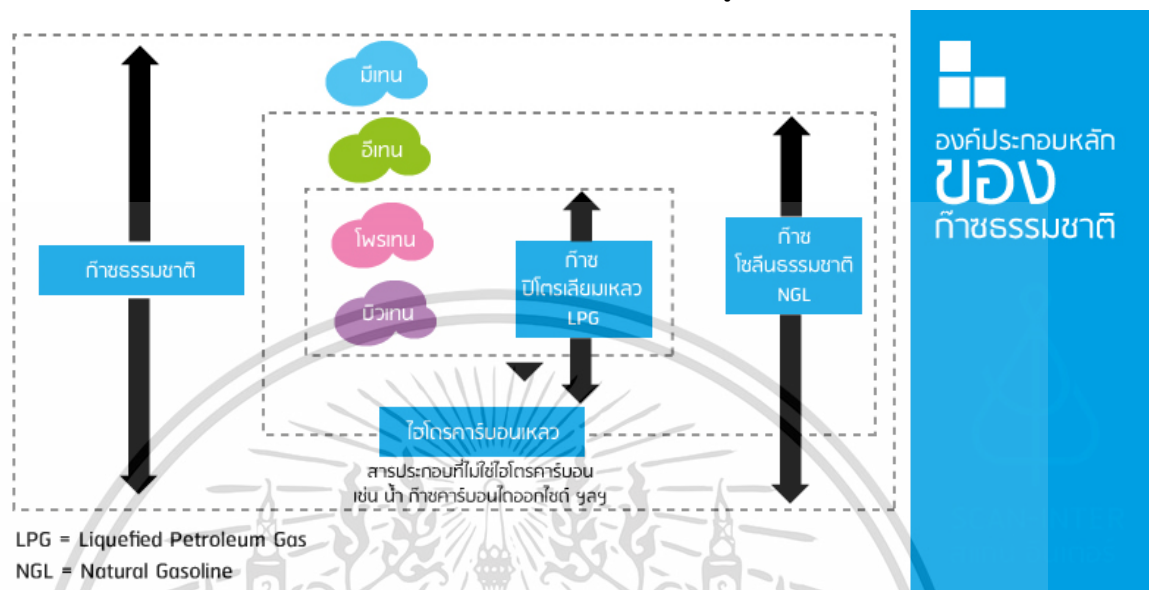 มีเทน
อีเทน
โพรเทน
บิวเทน
ก๊าซธรรมชาติ
ก๊าซ
ปิโตรเลียมเหลว
LPG
ก๊าซ
โซลีนธรรมชาติ
NGL
ไฮโดรคาร์บอนเหลว
สารประกอบที่ไม่ใช่ไฮโดรคาร์บอน
เช่น น้ำ ก๊าซคาร์บอนไดออกไซด์ ฯลฯ
LPG = Liquefied Petroleum Gas
NGL = Natural Gasoline
องค์ประกอบหลัก
ของ
ก๊าซธรรมชาติ